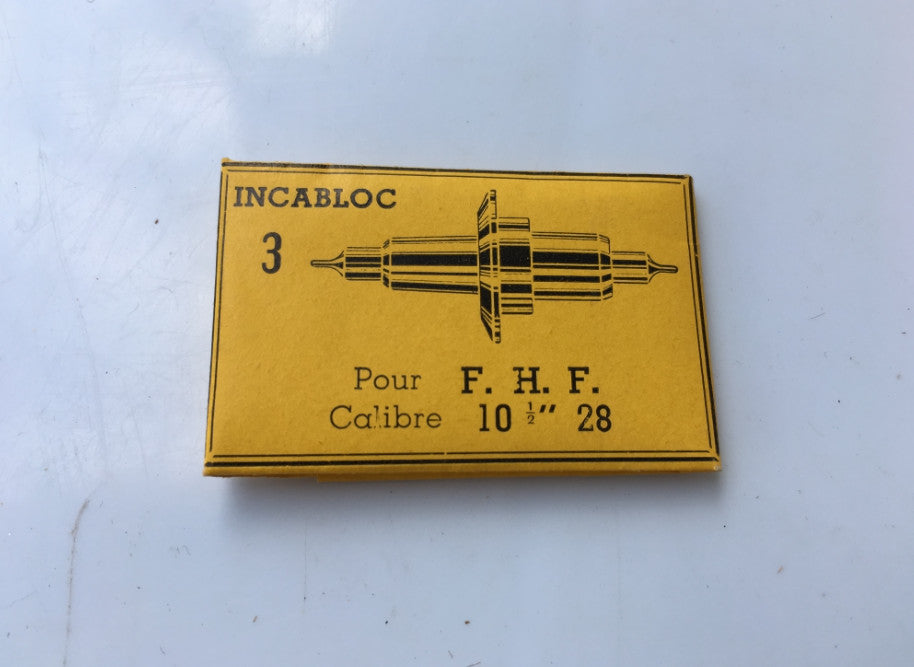 INCABLOC
3
Pour F. H. F.
Calibre 10 ½‴ 28